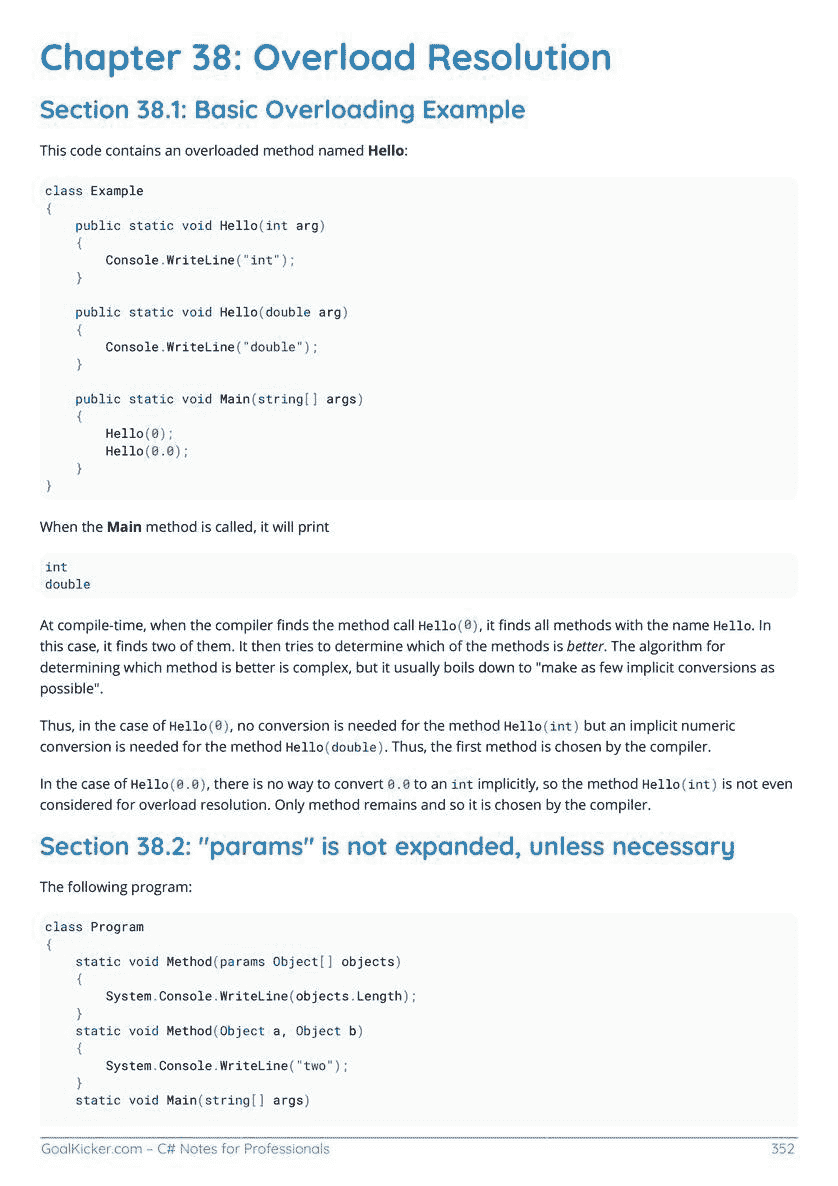 Chapter 38: Overload Resolution
Section 38.1: Basic Overloading Example
This code contains an overloaded method named Hello:
class Example
{
    public static void Hello(int arg)
    {
        Console.WriteLine("int");
    }

    public static void Hello(double arg)
    {
        Console.WriteLine("double");
    }

    public static void Main(string[] args)
    {
        Hello(0);
        Hello(0.0);
    }
}
When the Main method is called, it will print
int
double
At compile-time, when the compiler finds the method call Hello(0), it finds all methods with the name Hello. In
this case, it finds two of them. It then tries to determine which of the methods is better. The algorithm for
determining which method is better is complex, but it usually boils down to "make as few implicit conversions as
possible".
Thus, in the case of Hello(0), no conversion is needed for the method Hello(int) but an implicit numeric
conversion is needed for the method Hello(double). Thus, the first method is chosen by the compiler.
In the case of Hello(0.0), there is no way to convert 0.0 to an int implicitly, so the method Hello(int) is not even
considered for overload resolution. Only method remains and so it is chosen by the compiler.
Section 38.2: "params" is not expanded, unless necessary
The following program:
class Program
{
    static void Method(params Object[] objects)
    {
        System.Console.WriteLine(objects.Length);
    }
    static void Method(Object a, Object b)
    {
        System.Console.WriteLine("two");
    }
    static void Main(string[] args)
GoalKicker.com – C# Notes for Professionals 352